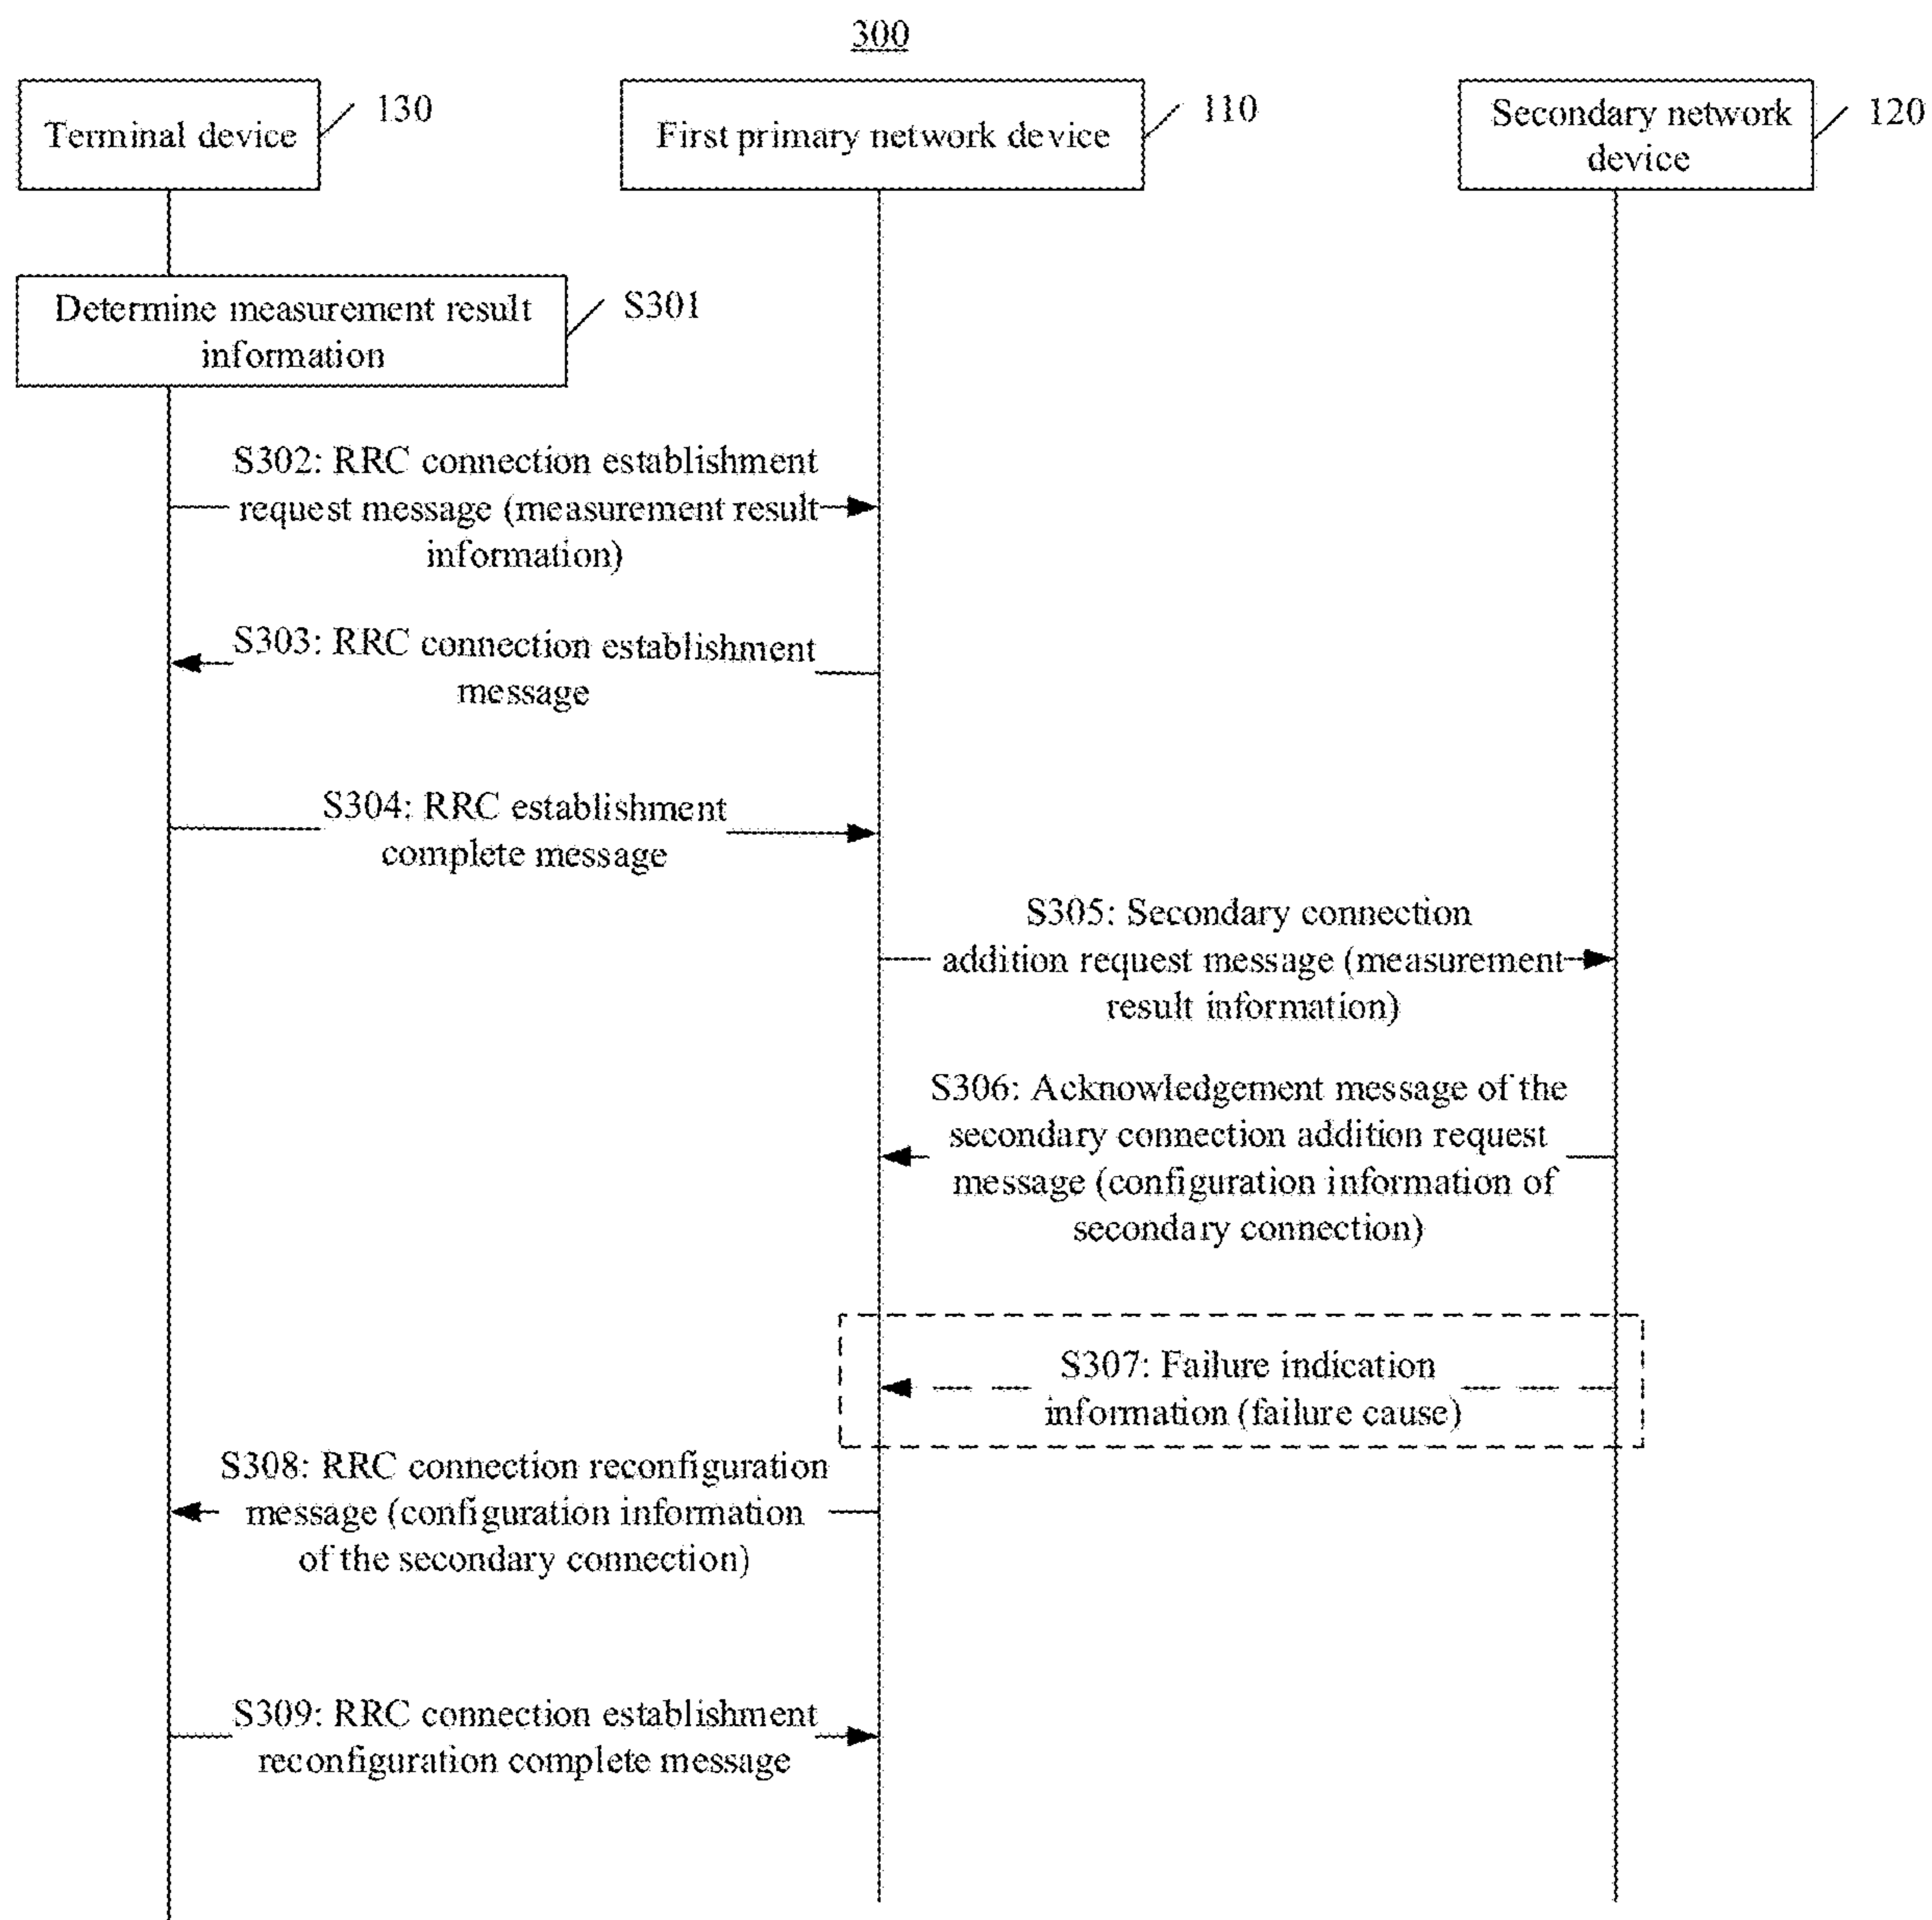 300
Terminal device
130
First primary network device
110
Secondary network
device
120
Determine measurement result
information
S301
S302: RRC connection establishment
request message (measurement result
information)
S303: RRC connection establishment
message
S304: RRC establishment
complete message
S305: Secondary connection
addition request message (measurement
result information)
S306: Acknowledgement message of the
secondary connection addition request
message (configuration information of
secondary connection)
S307: Failure indication
information (failure cause)
S308: RRC connection reconfiguration
message (configuration information
of the secondary connection)
S309: RRC connection establishment
reconfiguration complete message